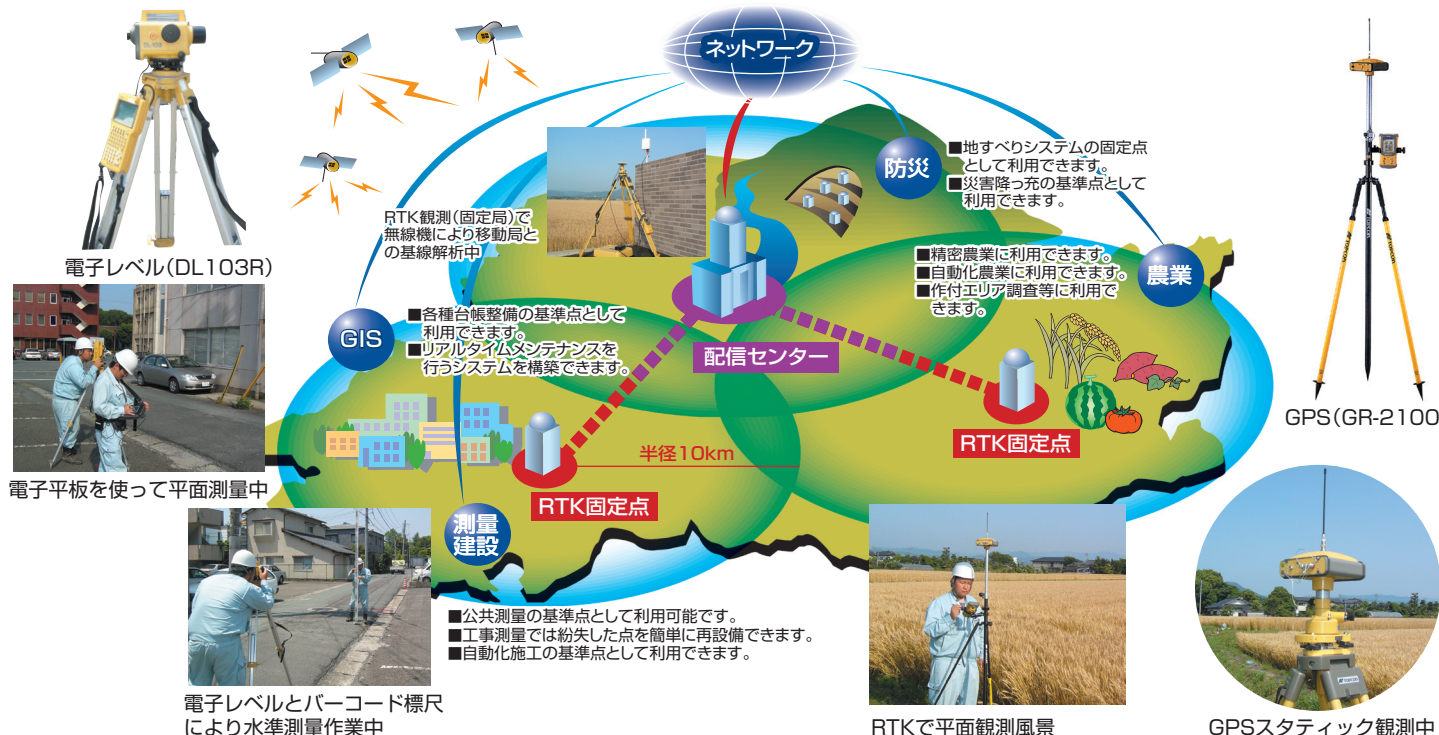 ネットワーク
DL103
電子レベル(DL103R)
RTK観測(固定局)で
無線機により移動局と
の基線解析中
防災
■地すべりシステムの固定点
として利用できます。
■災害降っ充の基準点として
利用できます。
農業
■精密農業に利用できます。
■自動化農業に利用できます。
■作付エリア調査等に利用で
きます。
GPS(GR-2100
GIS
■各種台帳整備の基準点として
利用できます。
■リアルタイムメンテナンスを
行うシステムを構築できます。
配信センター
RTK固定点
半径10km
RTK固定点
電子平板を使って平面測量中
測量
建設
■公共測量の基準点として利用可能です。
■工事測量では紛失した点を簡単に再設備できます。
■自動化施工の基準点として利用できます。
電子レベルとバーコード標尺
により水準測量作業中
RTKで平面観測風景
TOPCON
GPSスタティック観測中